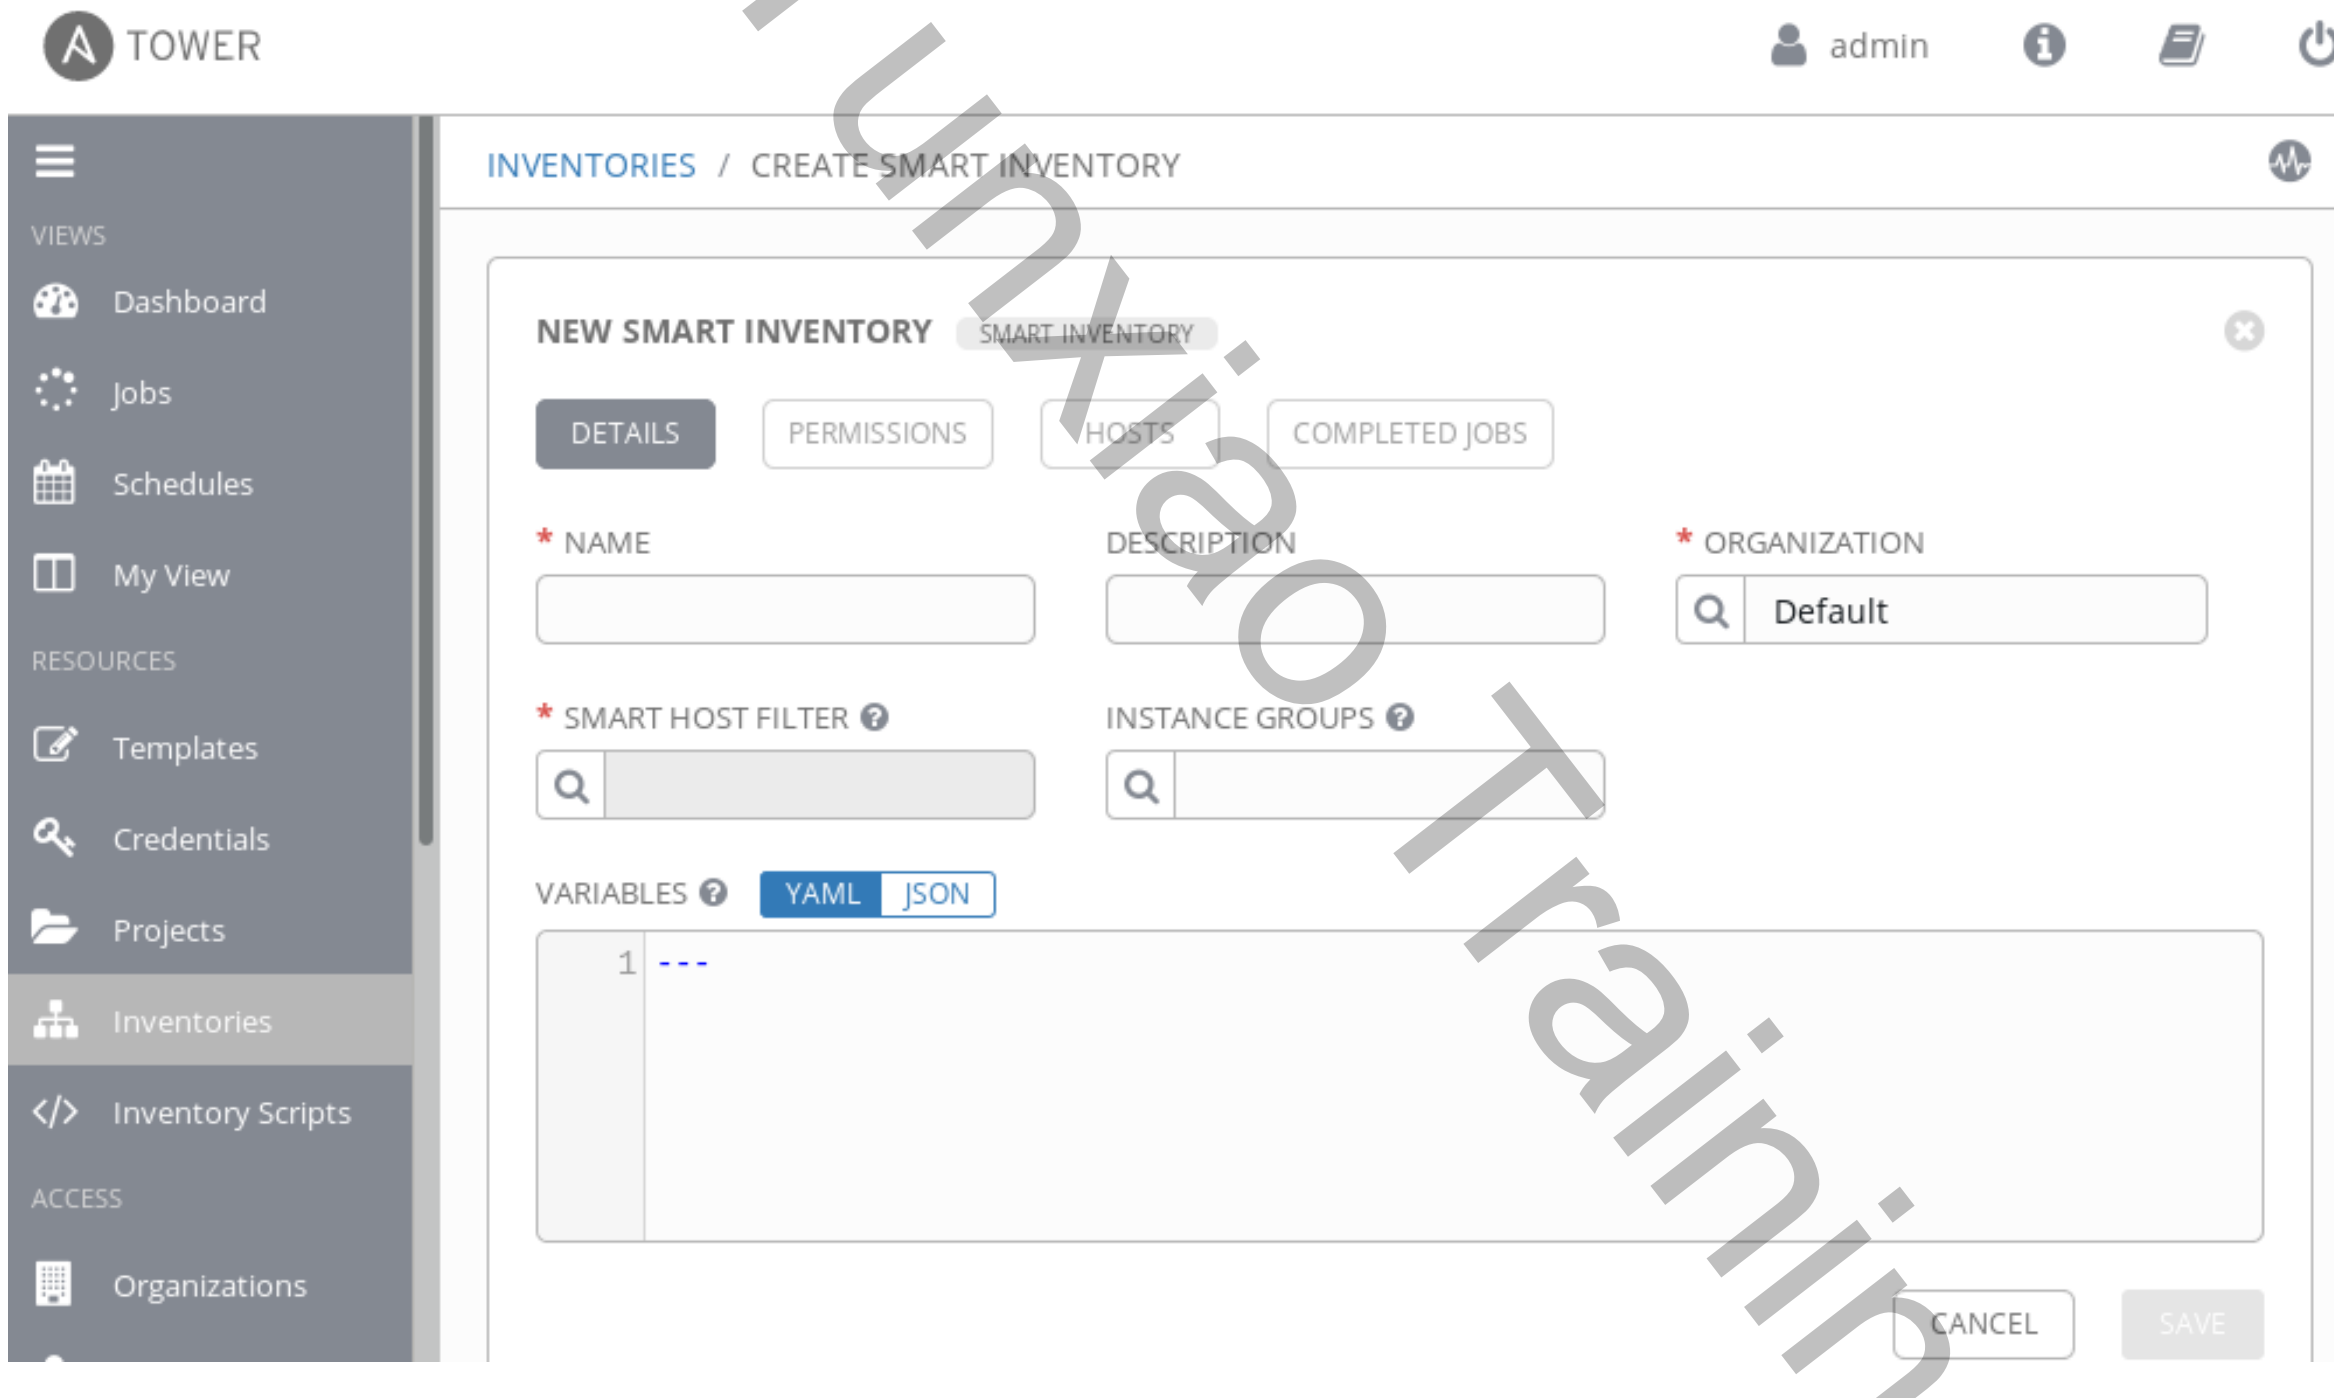 TOWER
admin
INVENTORIES / CREATE SMART INVENTORY
VIEWS
Dashboard
Jobs
Schedules
My View
RESOURCES
Templates
Credentials
Projects
Inventories
Inventory Scripts
ACCESS
Organizations
NEW SMART INVENTORY SMART INVENTORY
DETAILS PERMISSIONS HOSTS COMPLETED JOBS
* NAME DESCRIPTION * ORGANIZATION
Default
* SMART HOST FILTER ? INSTANCE GROUPS ?
VARIABLES ? YAML JSON
1 ---
CANCEL SAVE
unxiao Trainin